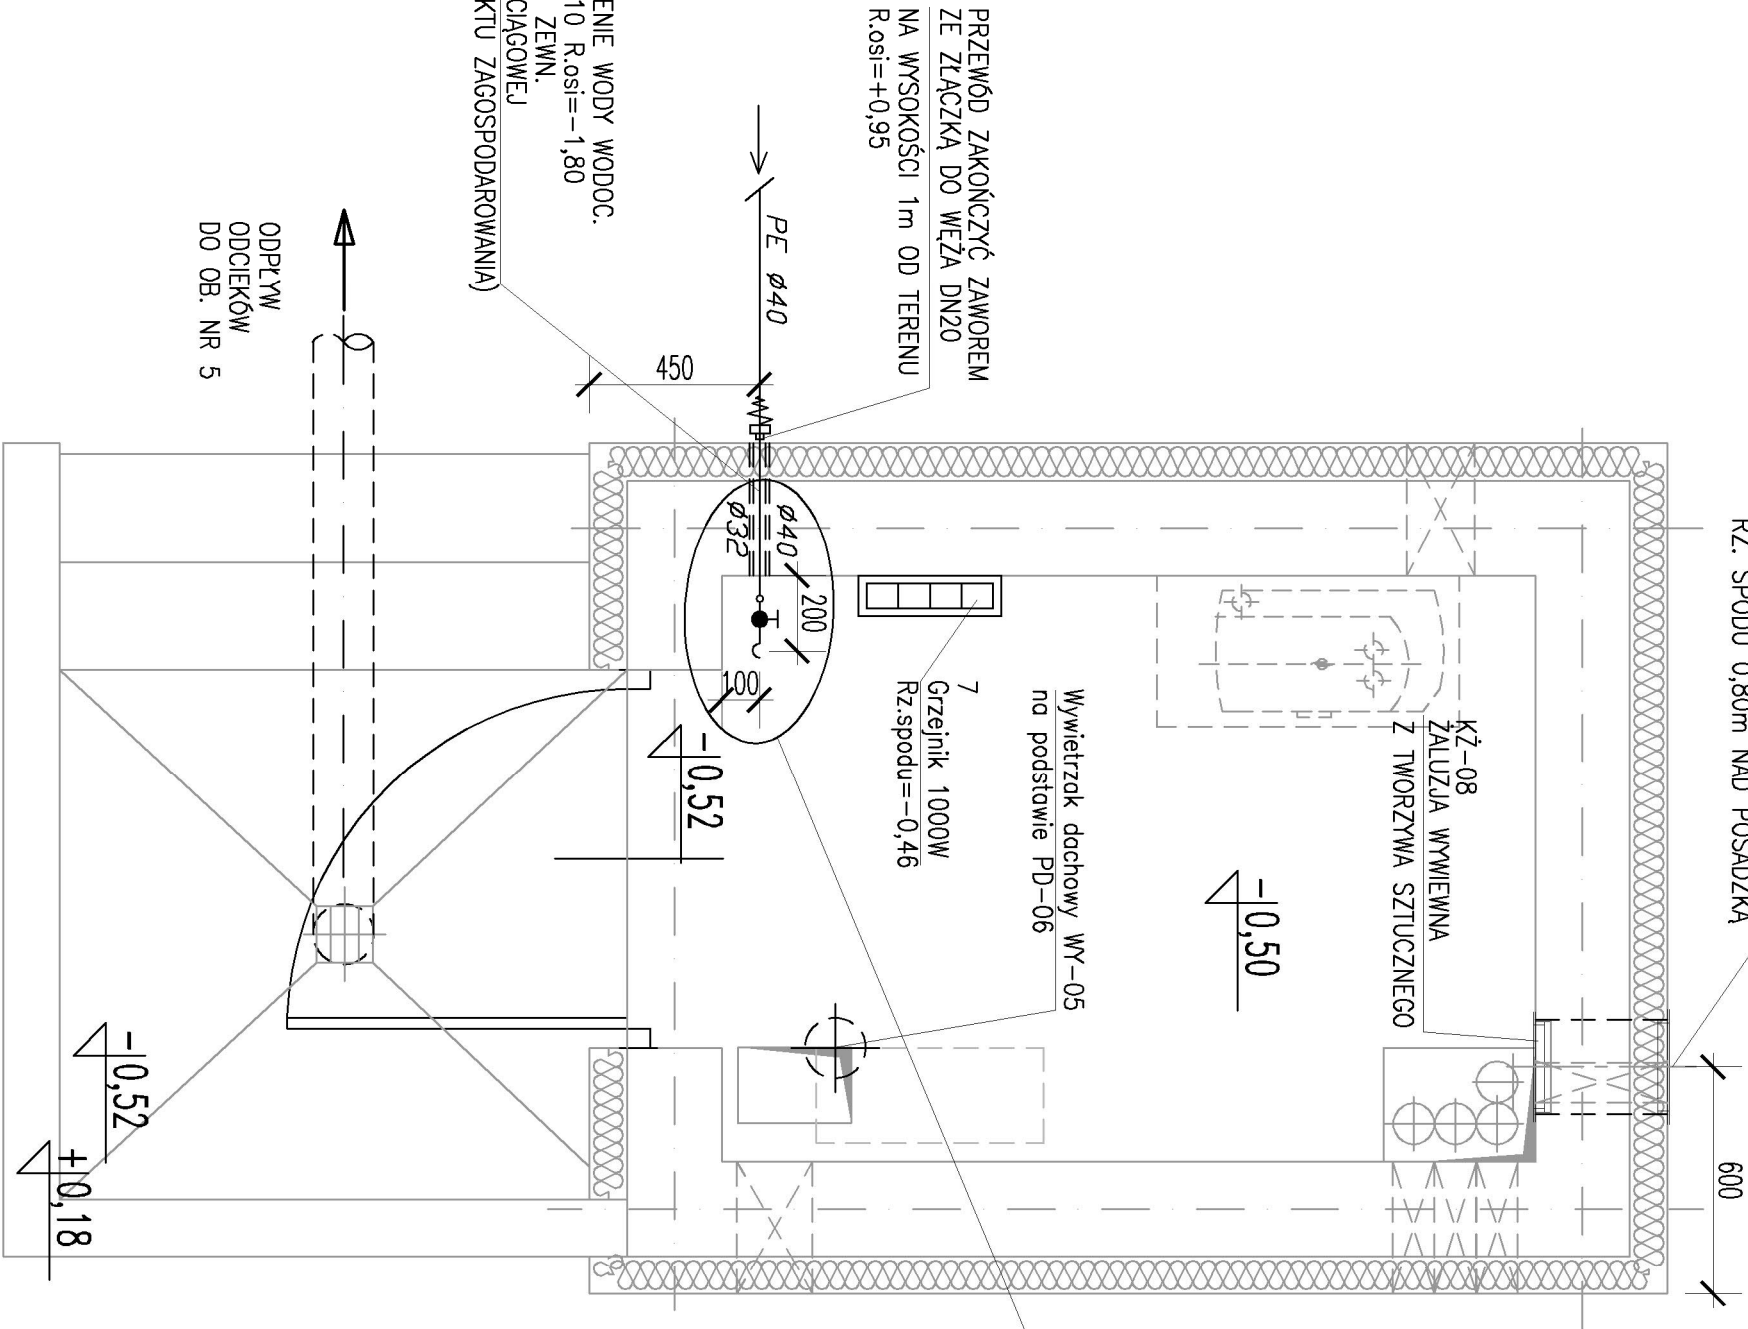 PRZEWÓD ZAKOŃCZYĆ ZAWOREM
ZE ZŁĄCZKĄ DO WĘŻA DN20
NA WYSOKOŚCI 1m OD TERENU
R.osi=+0,95
ENIE WODY WODOC.
10 R.osi=-1,80
ZEWN.
CIĄGOWEJ
KTU ZAGOSPODAROWANIA)
PE ø40
450
ODPŁYW
ODCIEKÓW
DO OB. NR 5
ø40
ø32
200
100
7
Grzejnik 1000W
Rz.spodu=-0,46
Wywietrzak dachowy WY-05
na podstawie PD-06
KŻ-08
ŻALUZJA WYWIEWNA
Z TWORZYWA SZTUCZNEGO
RZ. SPODU 0,80m NAD POSADZKĄ
-0,52
-0,50
-0,52
+0,18
600